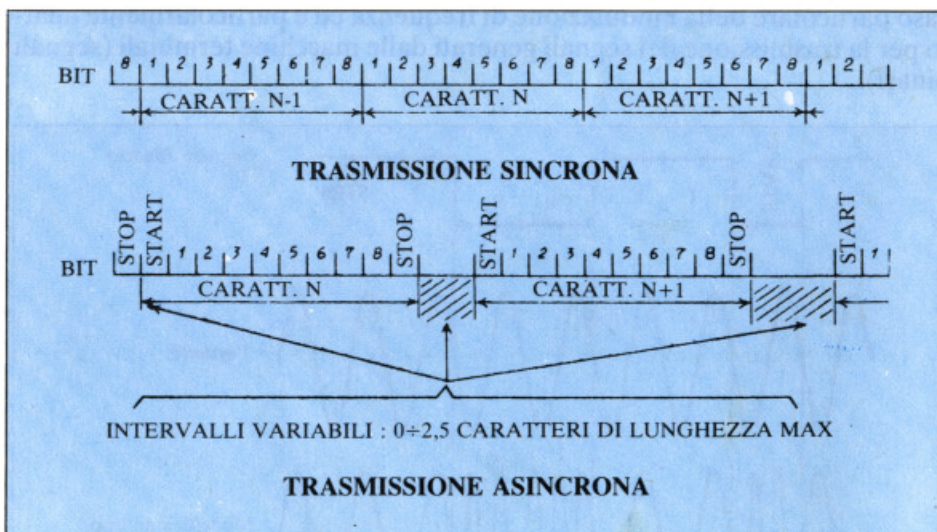 BIT 8 1 2 3 4 5 6 7 8 1 2 3 4 5 6 7 8 1 2 3 4 5 6 7 8 1 2
CARATT. N-1 CARATT. N CARATT. N+1
TRASMISSIONE SINCRONA
BIT STOP START 1 2 3 4 5 6 7 8 STOP START 1 2 3 4 5 6 7 8 STOP START 1
CARATT. N CARATT. N+1
INTERVALLI VARIABILI : 0÷2,5 CARATTERI DI LUNGHEZZA MAX
TRASMISSIONE ASINCRONA